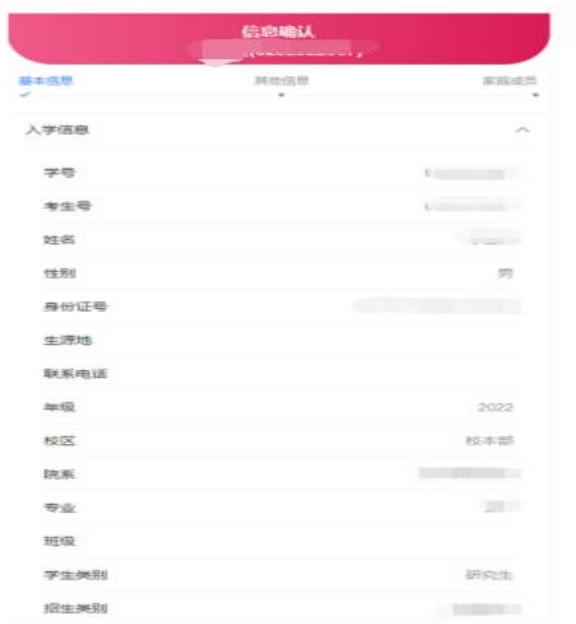 信息确认
基本信息
其他信息
家庭成员
入学信息
学号
考生号
姓名
性别 男
身份证号
生源地
联系电话
年级 2022
校区 校本部
院系
专业
班级
学生类别 研究生
招生类别